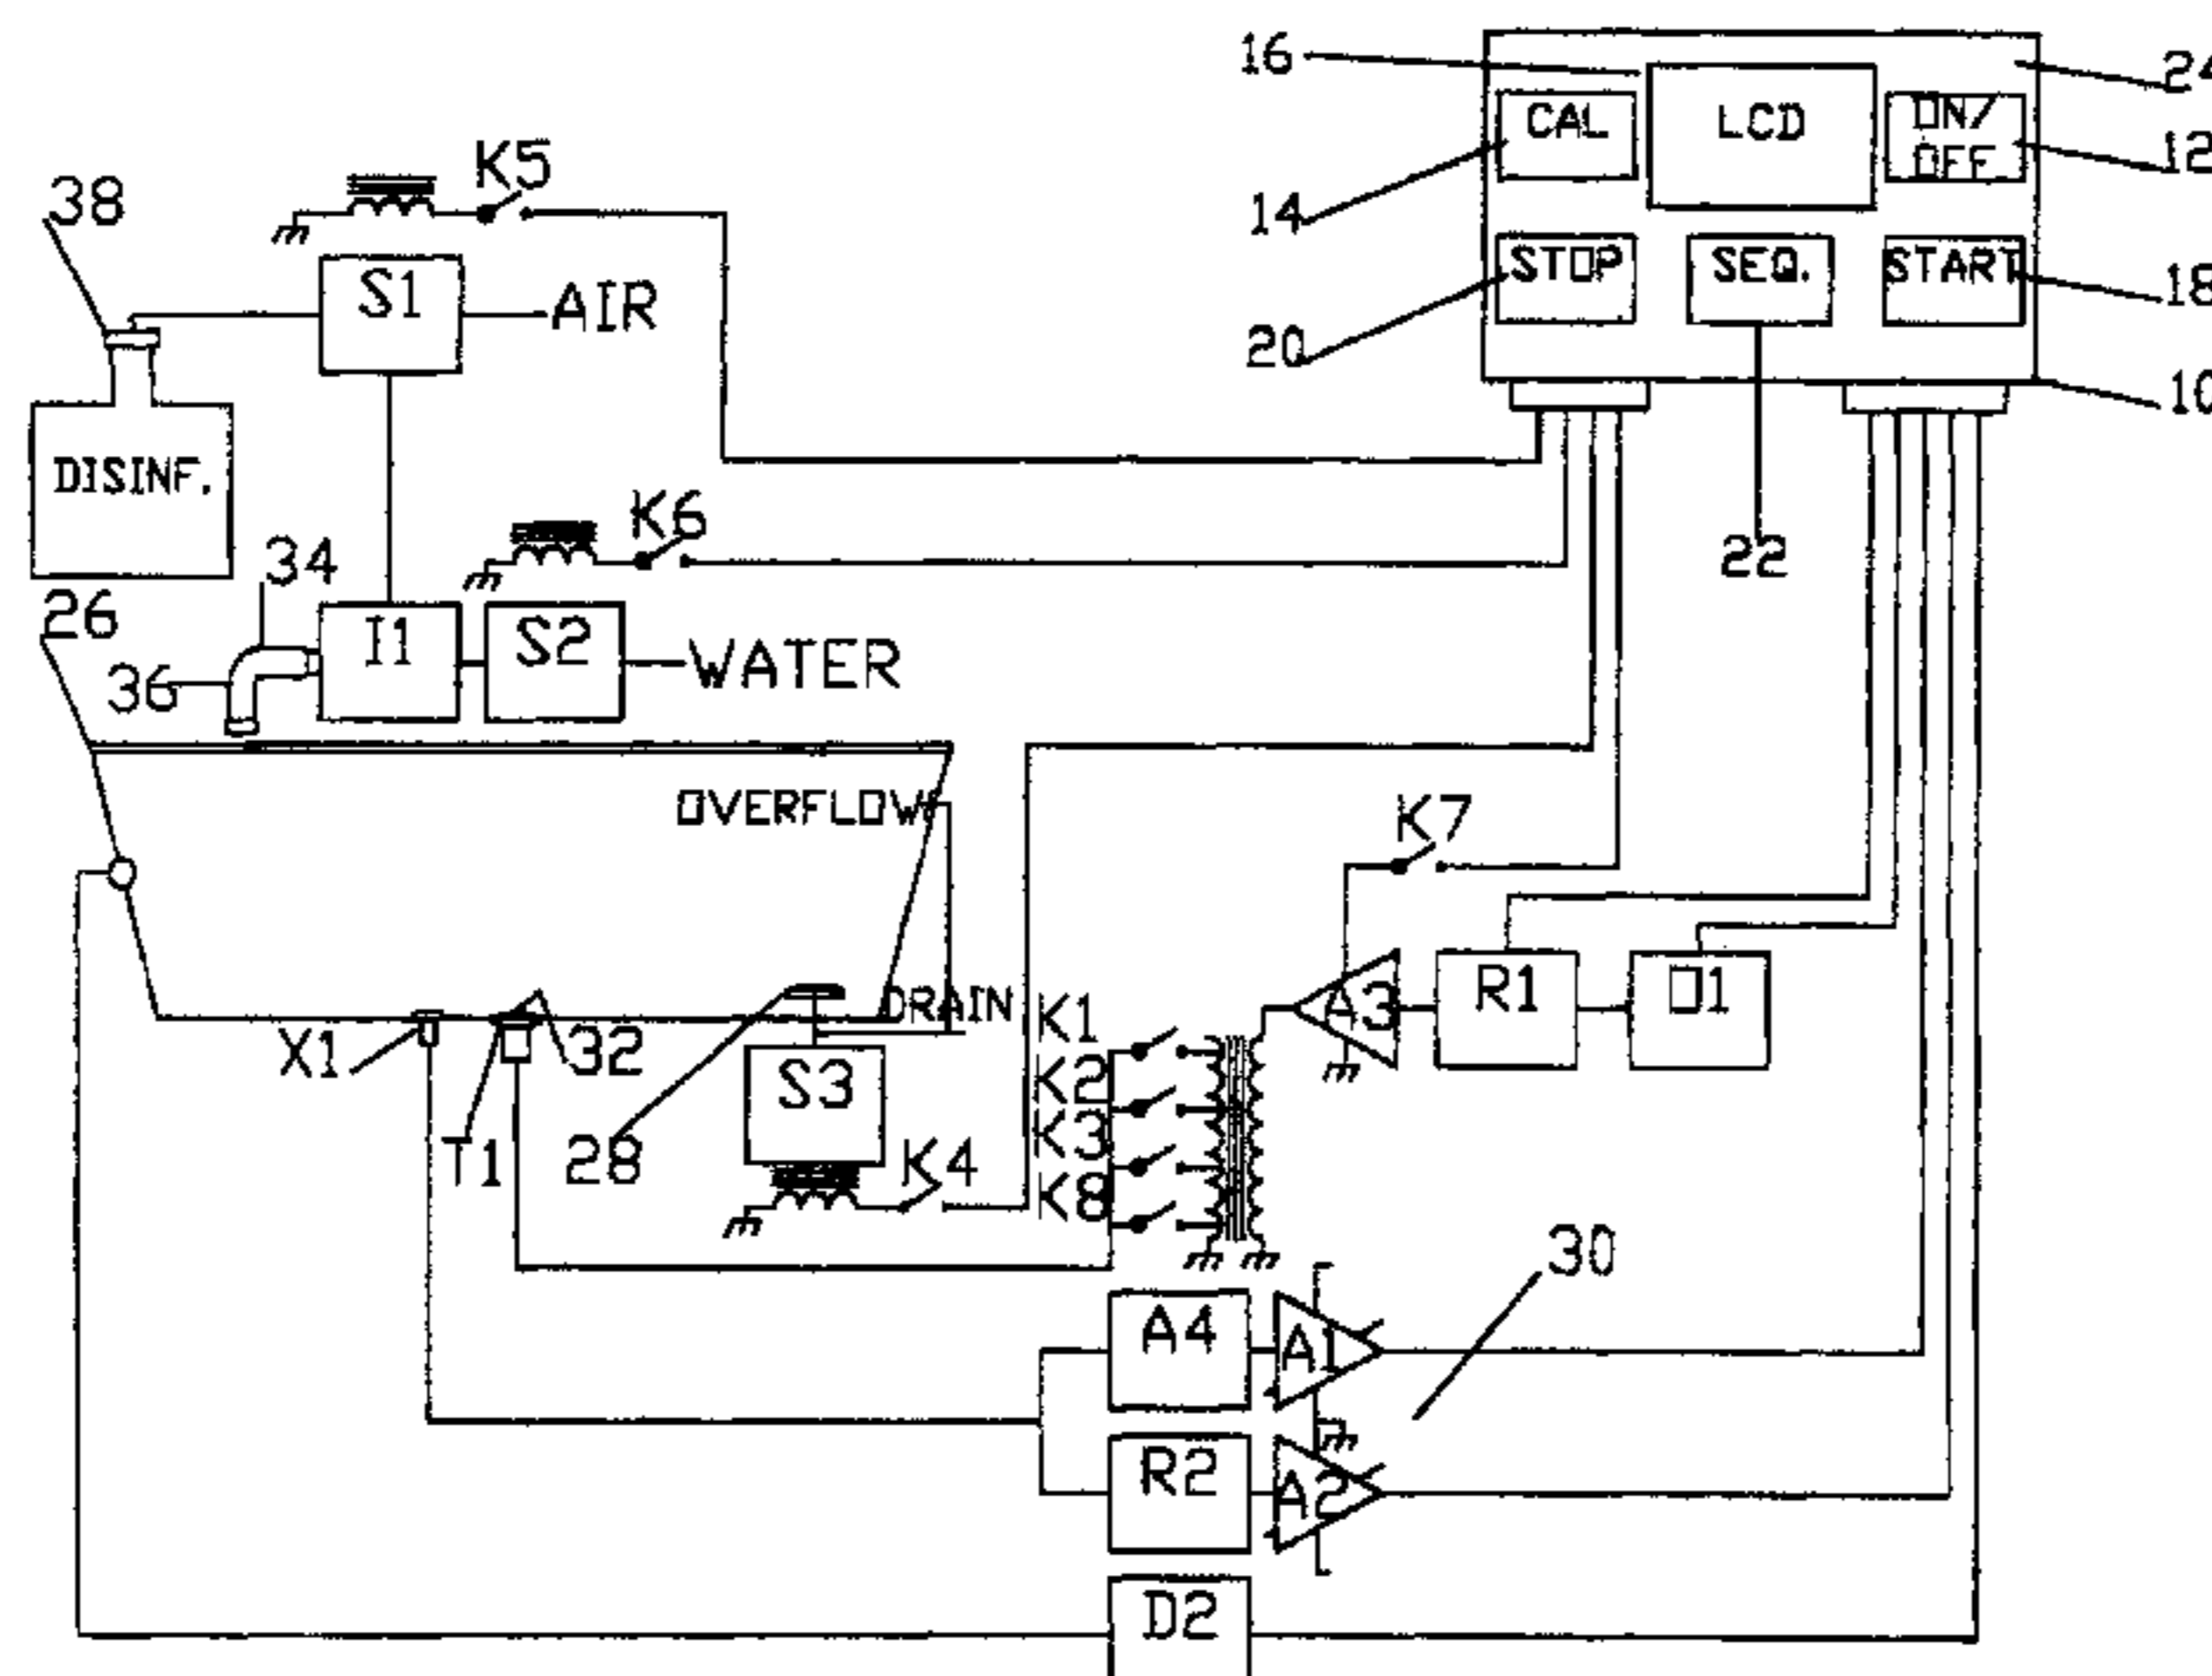 16
24
CAL
LCD
ON/
OFF
12
K5
38
14
STOP
SEQ.
START
18
S1
AIR
20
10
DISINF.
K6
34
22
26
I1
S2
36
WATER
OVERFLOW
K7
DRAIN
A3
R1
O1
X1
32
K1
S3
K2
K3
T1
28
K4
K8
30
A4
A1
R2
A2
D2